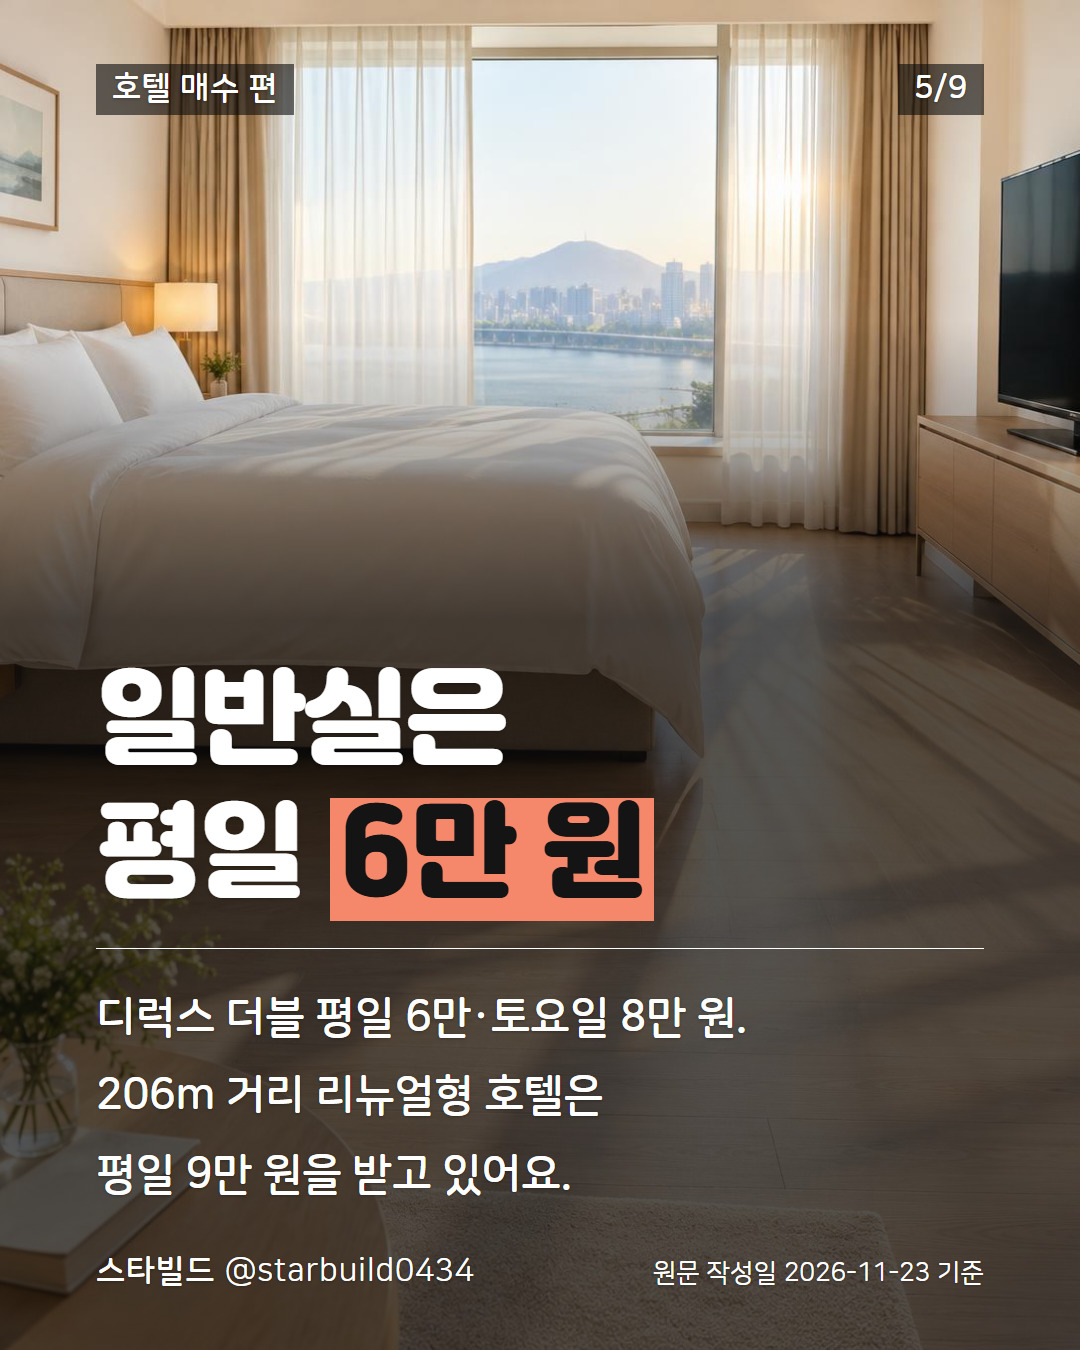 호텔 매수 편
5/9
일반실은
평일 6만 원
디럭스 더블 평일 6만·토요일 8만 원.
206m 거리 리뉴얼형 호텔은
평일 9만 원을 받고 있어요.
스타빌드 @starbuild0434
원문 작성일 2026-11-23 기준